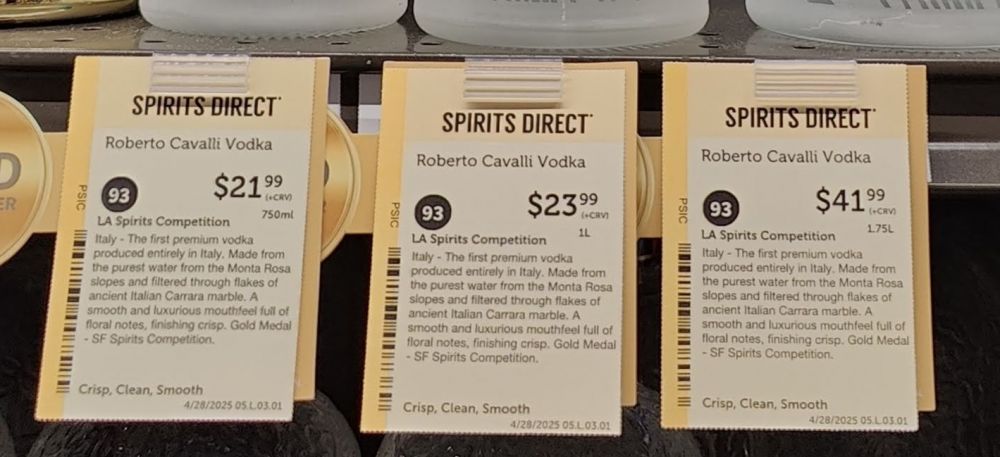 SPIRITS DIRECT
Roberto Cavalli Vodka
93
$21.99
(+CRV)
750ml
PSIC
LA Spirits Competition
Italy - The first premium vodka
produced entirely in Italy. Made from
the purest water from the Monta Rosa
slopes and filtered through flakes of
ancient Italian Carrara marble. A
smooth and luxurious mouthfeel full of
floral notes, finishing crisp. Gold Medal
- SF Spirits Competition.
PSIC
Crisp, Clean, Smooth
4/28/2025 05.L.03.01
SPIRITS DIRECT
Roberto Cavalli Vodka
93
$23.99
(+CRV)
1L
PSIC
LA Spirits Competition
Italy - The first premium vodka
produced entirely in Italy. Made from
the purest water from the Monta Rosa
slopes and filtered through flakes of
ancient Italian Carrara marble. A
smooth and luxurious mouthfeel full of
floral notes, finishing crisp. Gold Medal
- SF Spirits Competition.
PSIC
Crisp, Clean, Smooth
4/28/2025 05.L.03.01
SPIRITS DIRECT
Roberto Cavalli Vodka
93
$41.99
(+CRV)
1.75L
PSIC
LA Spirits Competition
Italy - The first premium vodka
produced entirely in Italy. Made from
the purest water from the Monta Rosa
slopes and filtered through flakes of
ancient Italian Carrara marble. A
smooth and luxurious mouthfeel full of
floral notes, finishing crisp. Gold Medal
- SF Spirits Competition.
PSIC
Crisp, Clean, Smooth
4/28/2025 05.L.03.01